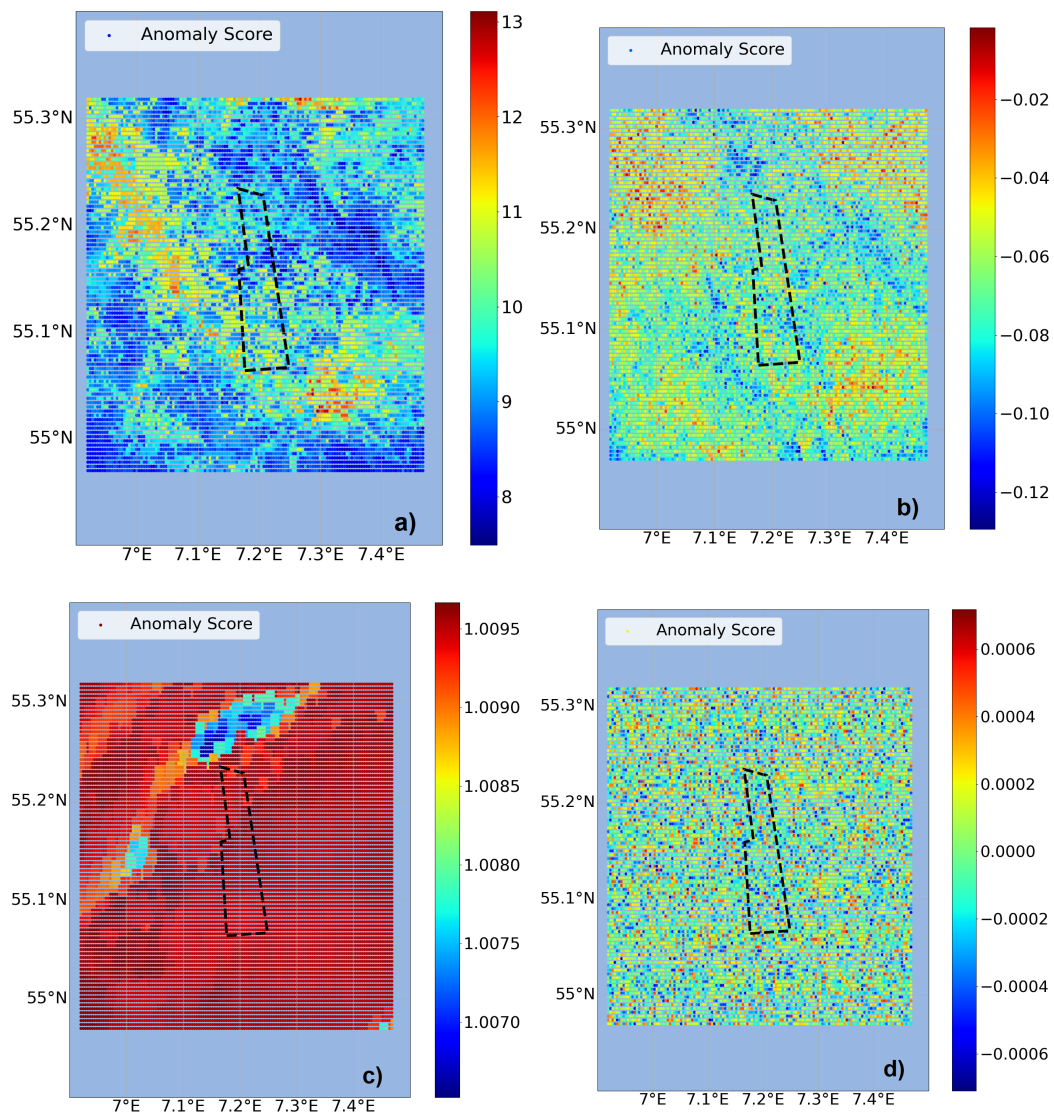 Anomaly Score
13
12
11
10
9
8
55.3°N
55.2°N
55.1°N
55°N
7°E 7.1°E 7.2°E 7.3°E 7.4°E
a)
Anomaly Score
−0.02
−0.04
−0.06
−0.08
−0.10
−0.12
55.3°N
55.2°N
55.1°N
55°N
7°E 7.1°E 7.2°E 7.3°E 7.4°E
b)
Anomaly Score
1.0095
1.0090
1.0085
1.0080
1.0075
1.0070
55.3°N
55.2°N
55.1°N
55°N
7°E 7.1°E 7.2°E 7.3°E 7.4°E
c)
Anomaly Score
0.0006
0.0004
0.0002
0.0000
−0.0002
−0.0004
−0.0006
55.3°N
55.2°N
55.1°N
55°N
7°E 7.1°E 7.2°E 7.3°E 7.4°E
d)